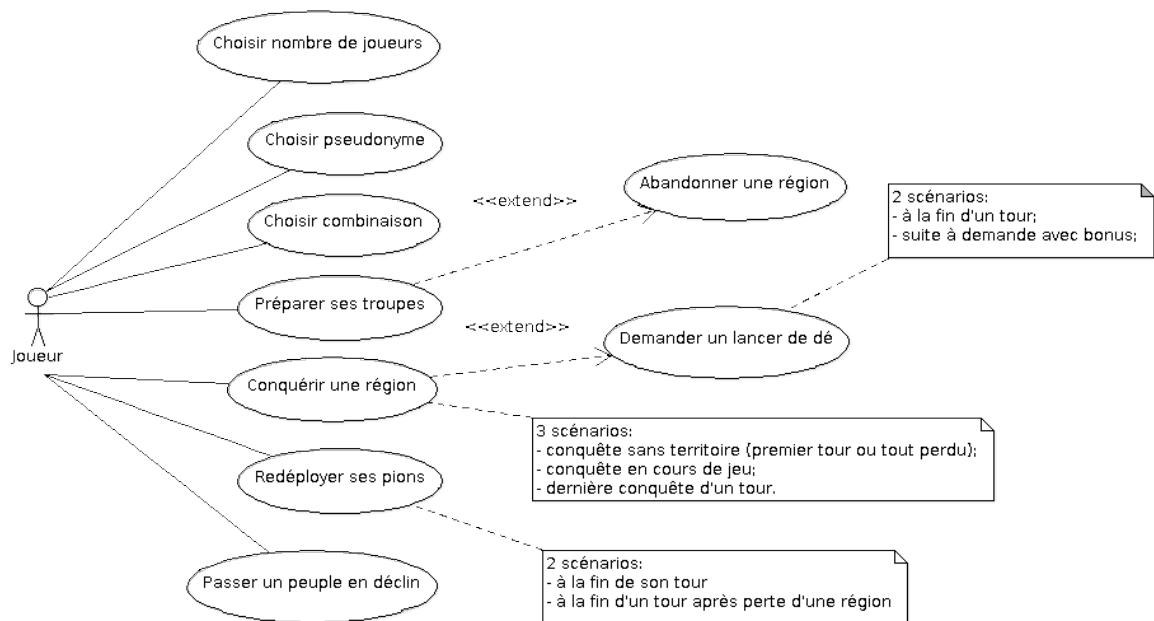 Choisir nombre de joueurs
Choisir pseudonyme
Abandonner une région
<<extend>>
2 scénarios:
- à la fin d'un tour;
- suite à demande avec bonus;
Choisir combinaison
Préparer ses troupes
<<extend>>
Demander un lancer de dé
Joueur
Conquérir une région
3 scénarios:
- conquête sans territoire (premier tour ou tout perdu);
- conquête en cours de jeu;
- dernière conquête d'un tour.
Redéployer ses pions
2 scénarios:
- à la fin de son tour
- à la fin d'un tour après perte d'une région
Passer un peuple en déclin